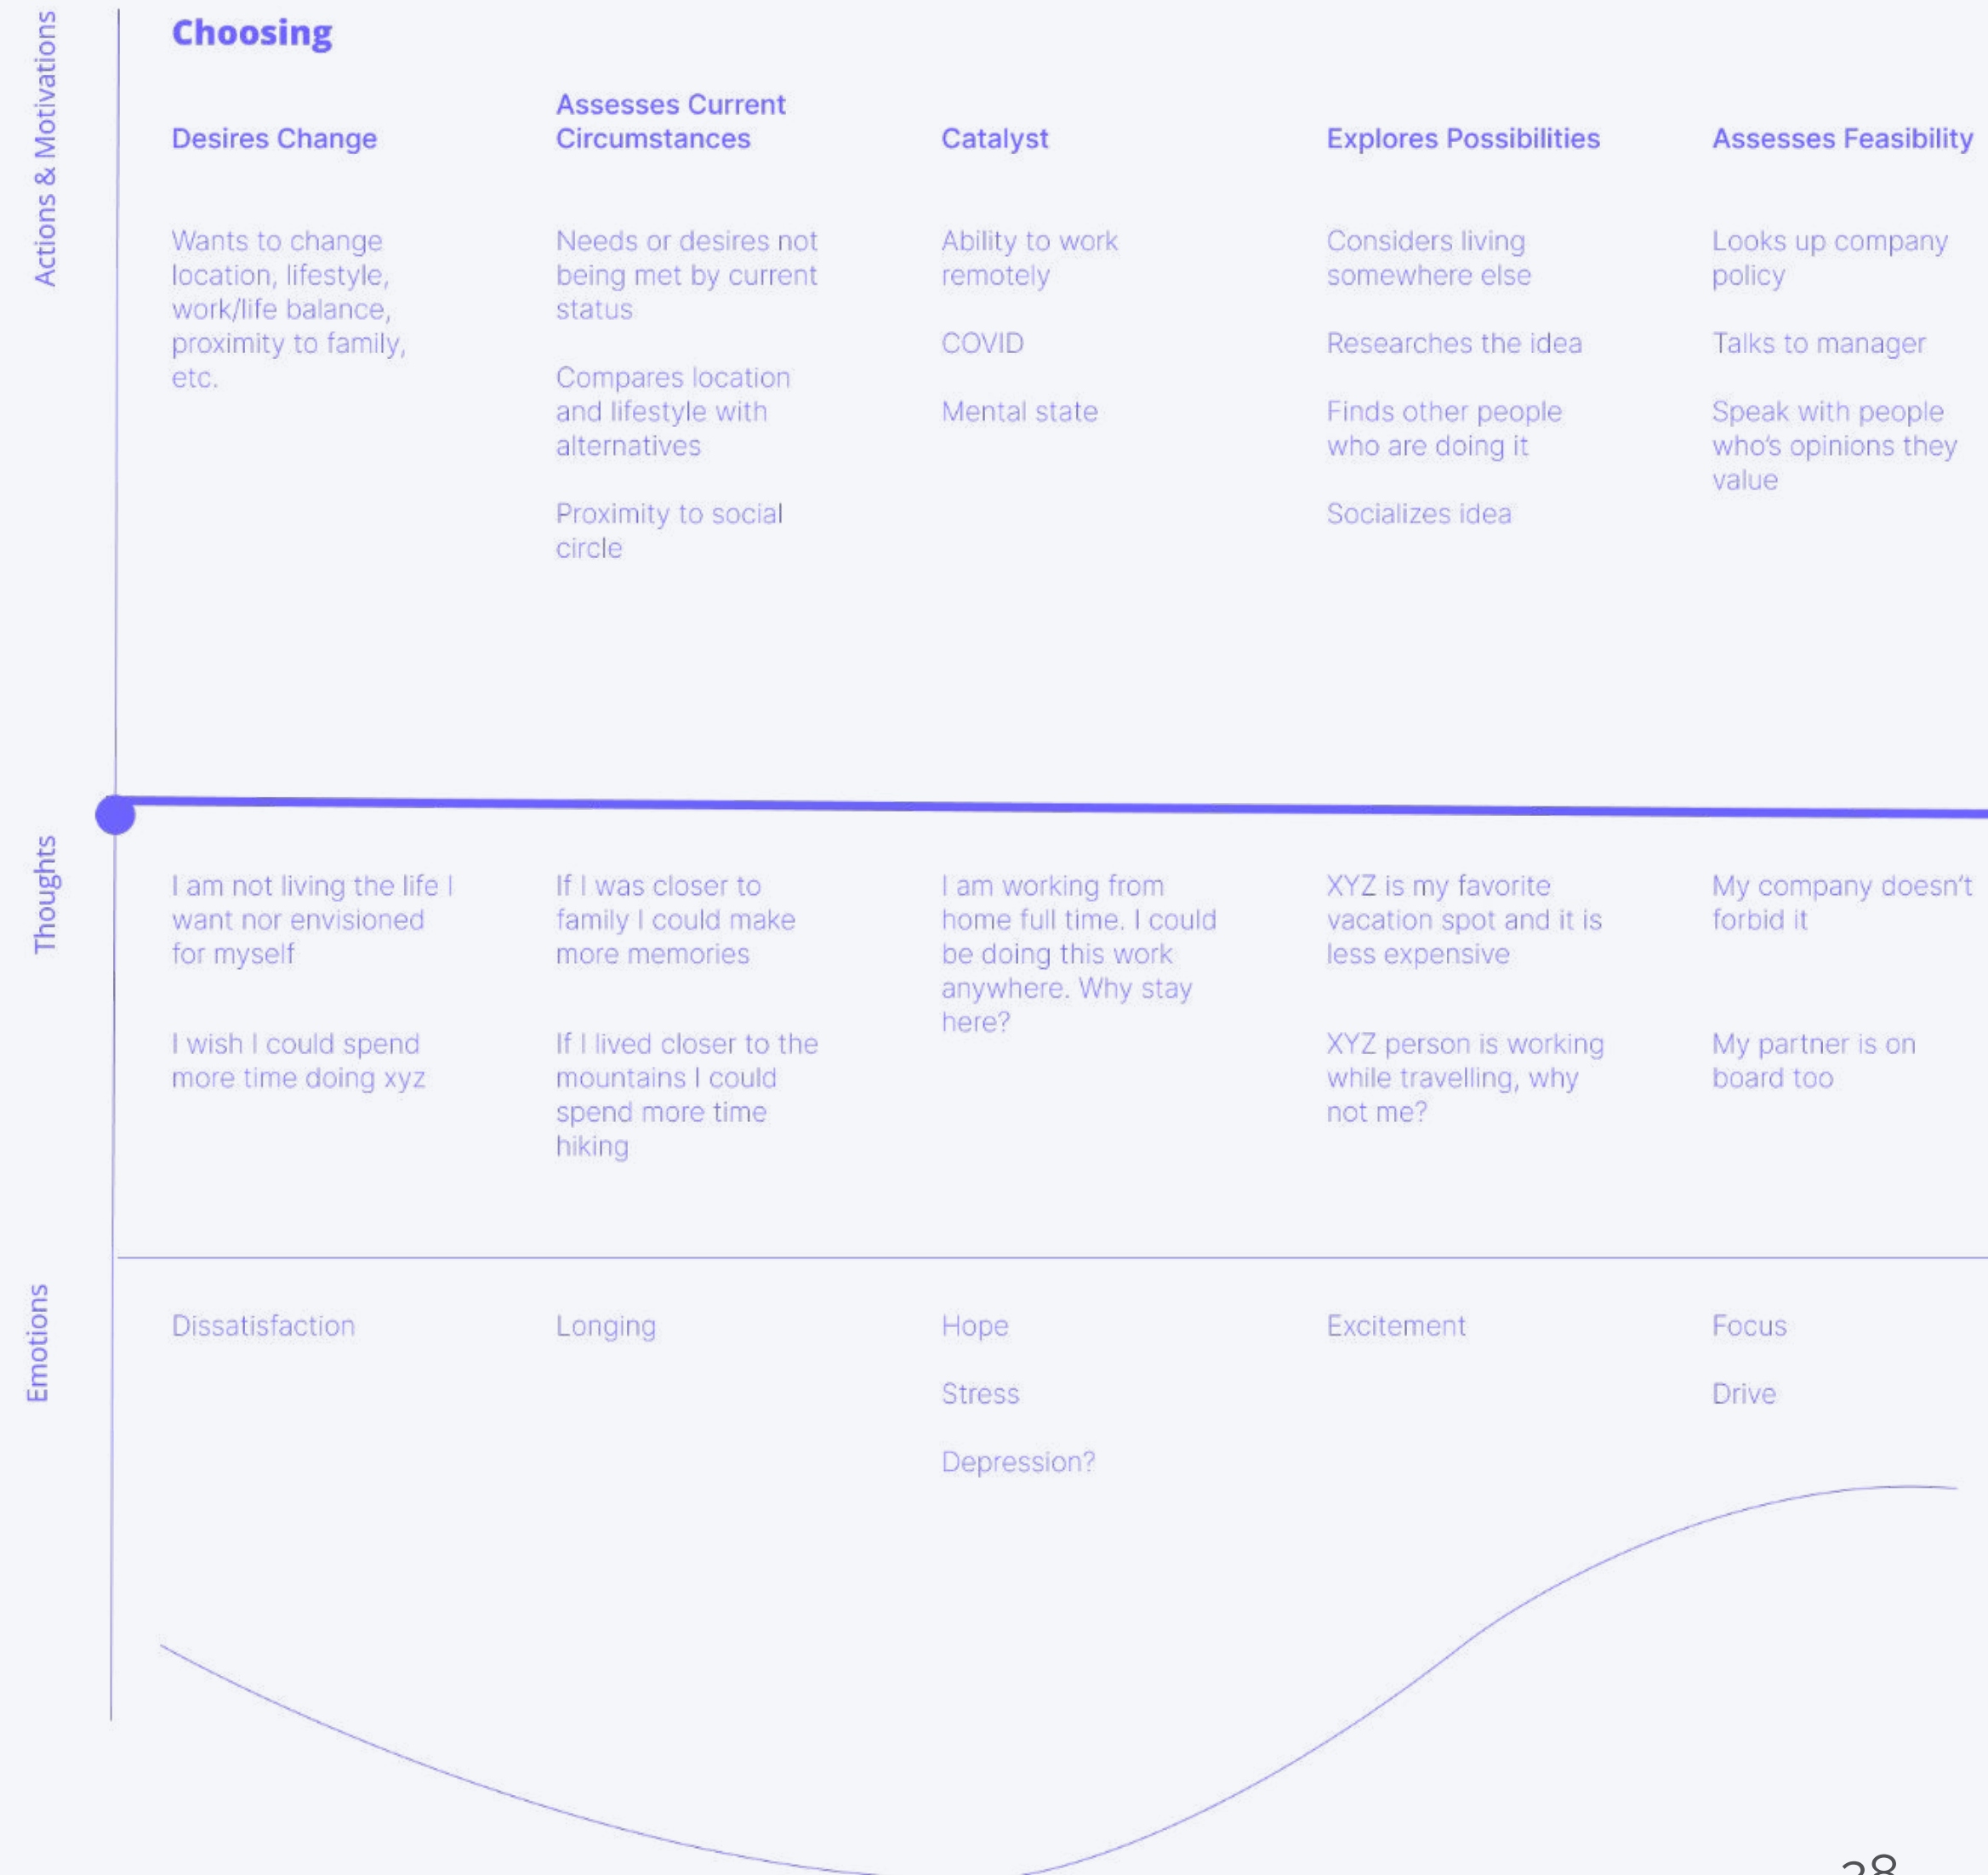 Actions & Motivations
Choosing
Desires Change
Wants to change
location, lifestyle,
work/life balance,
proximity to family,
etc.
Assesses Current
Circumstances
Needs or desires not
being met by current
status
Compares location
and lifestyle with
alternatives
Proximity to social
circle
Catalyst
Ability to work
remotely
COVID
Mental state
Explores Possibilities
Considers living
somewhere else
Researches the idea
Finds other people
who are doing it
Socializes idea
Assesses Feasibility
Looks up company
policy
Talks to manager
Speak with people
who's opinions they
value
Thoughts
I am not living the life I
want nor envisioned
for myself
I wish I could spend
more time doing xyz
If I was closer to
family I could make
more memories
If I lived closer to the
mountains I could
spend more time
hiking
I am working from
home full time. I could
be doing this work
anywhere. Why stay
here?
XYZ is my favorite
vacation spot and it is
less expensive
XYZ person is working
while travelling, why
not me?
My company doesn't
forbid it
My partner is on
board too
Emotions
Dissatisfaction
Longing
Hope
Stress
Depression?
Excitement
Focus
Drive